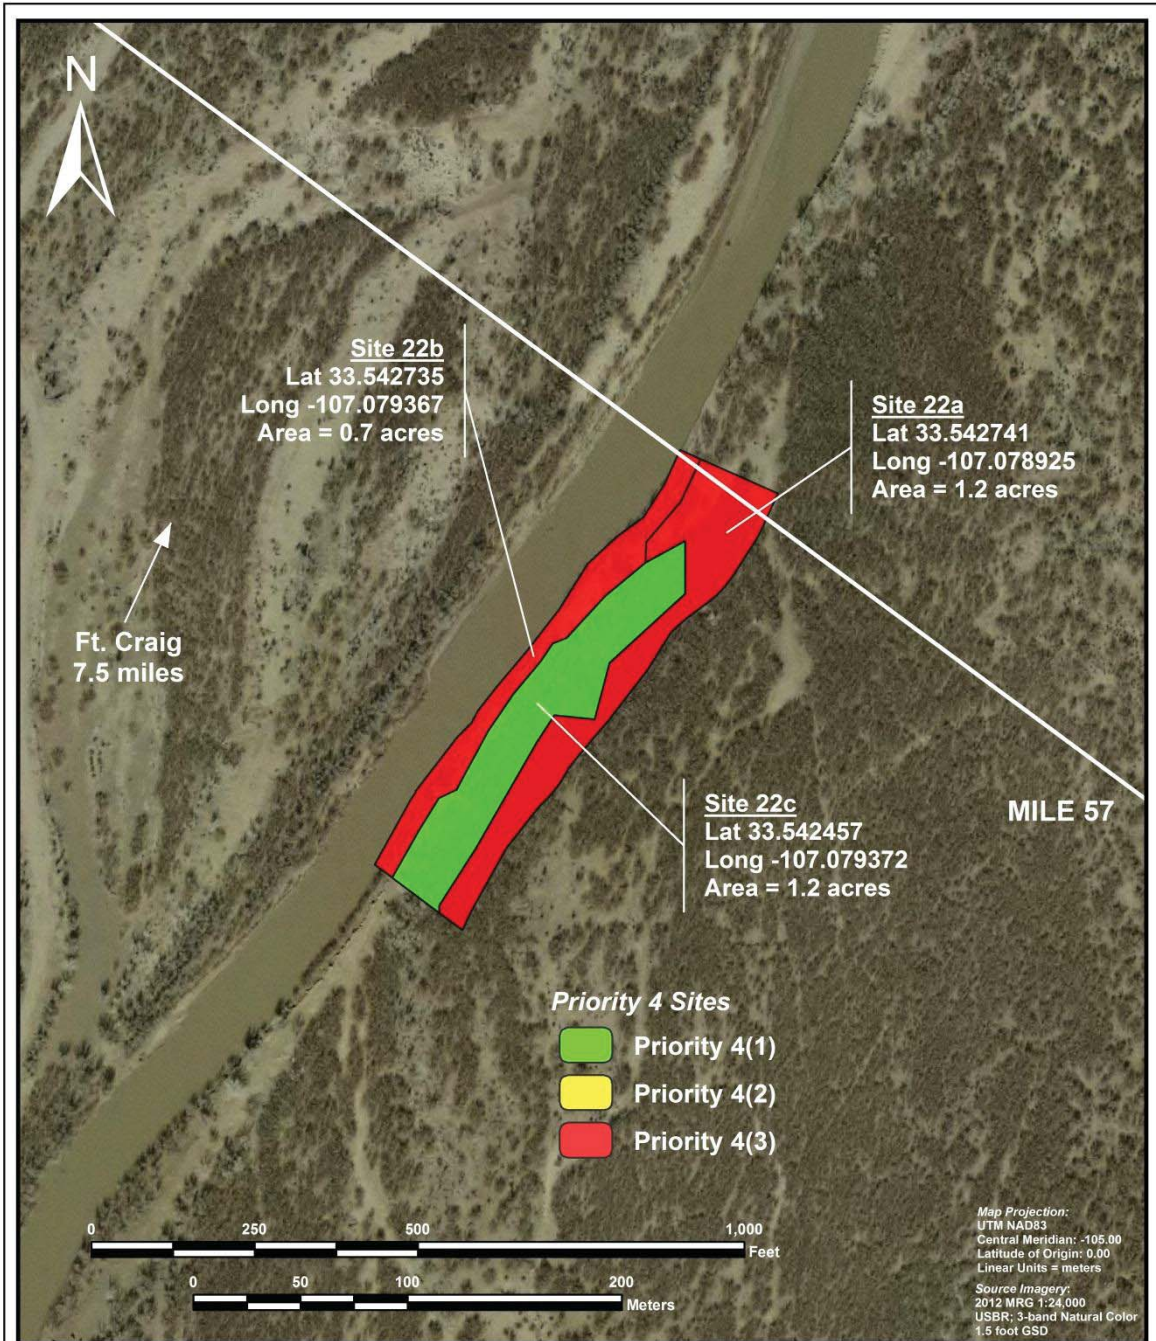 N
Site 22b
Lat 33.542735
Long -107.079367
Area = 0.7 acres
Site 22a
Lat 33.542741
Long -107.078925
Area = 1.2 acres
Ft. Craig
7.5 miles
Site 22c
Lat 33.542457
Long -107.079372
Area = 1.2 acres
MILE 57
Priority 4 Sites
Priority 4(1)
Priority 4(2)
Priority 4(3)
0 250 500 1,000
Feet
0 50 100 200
Meters
Map Projection:
UTM NAD83
Central Meridian: -105.00
Latitude of Origin: 0.00
Linear Units = meters
Source Imagery:
2012 MRG 1:24,000
USBR; 3-band Natural Color
1.5 foot GSD